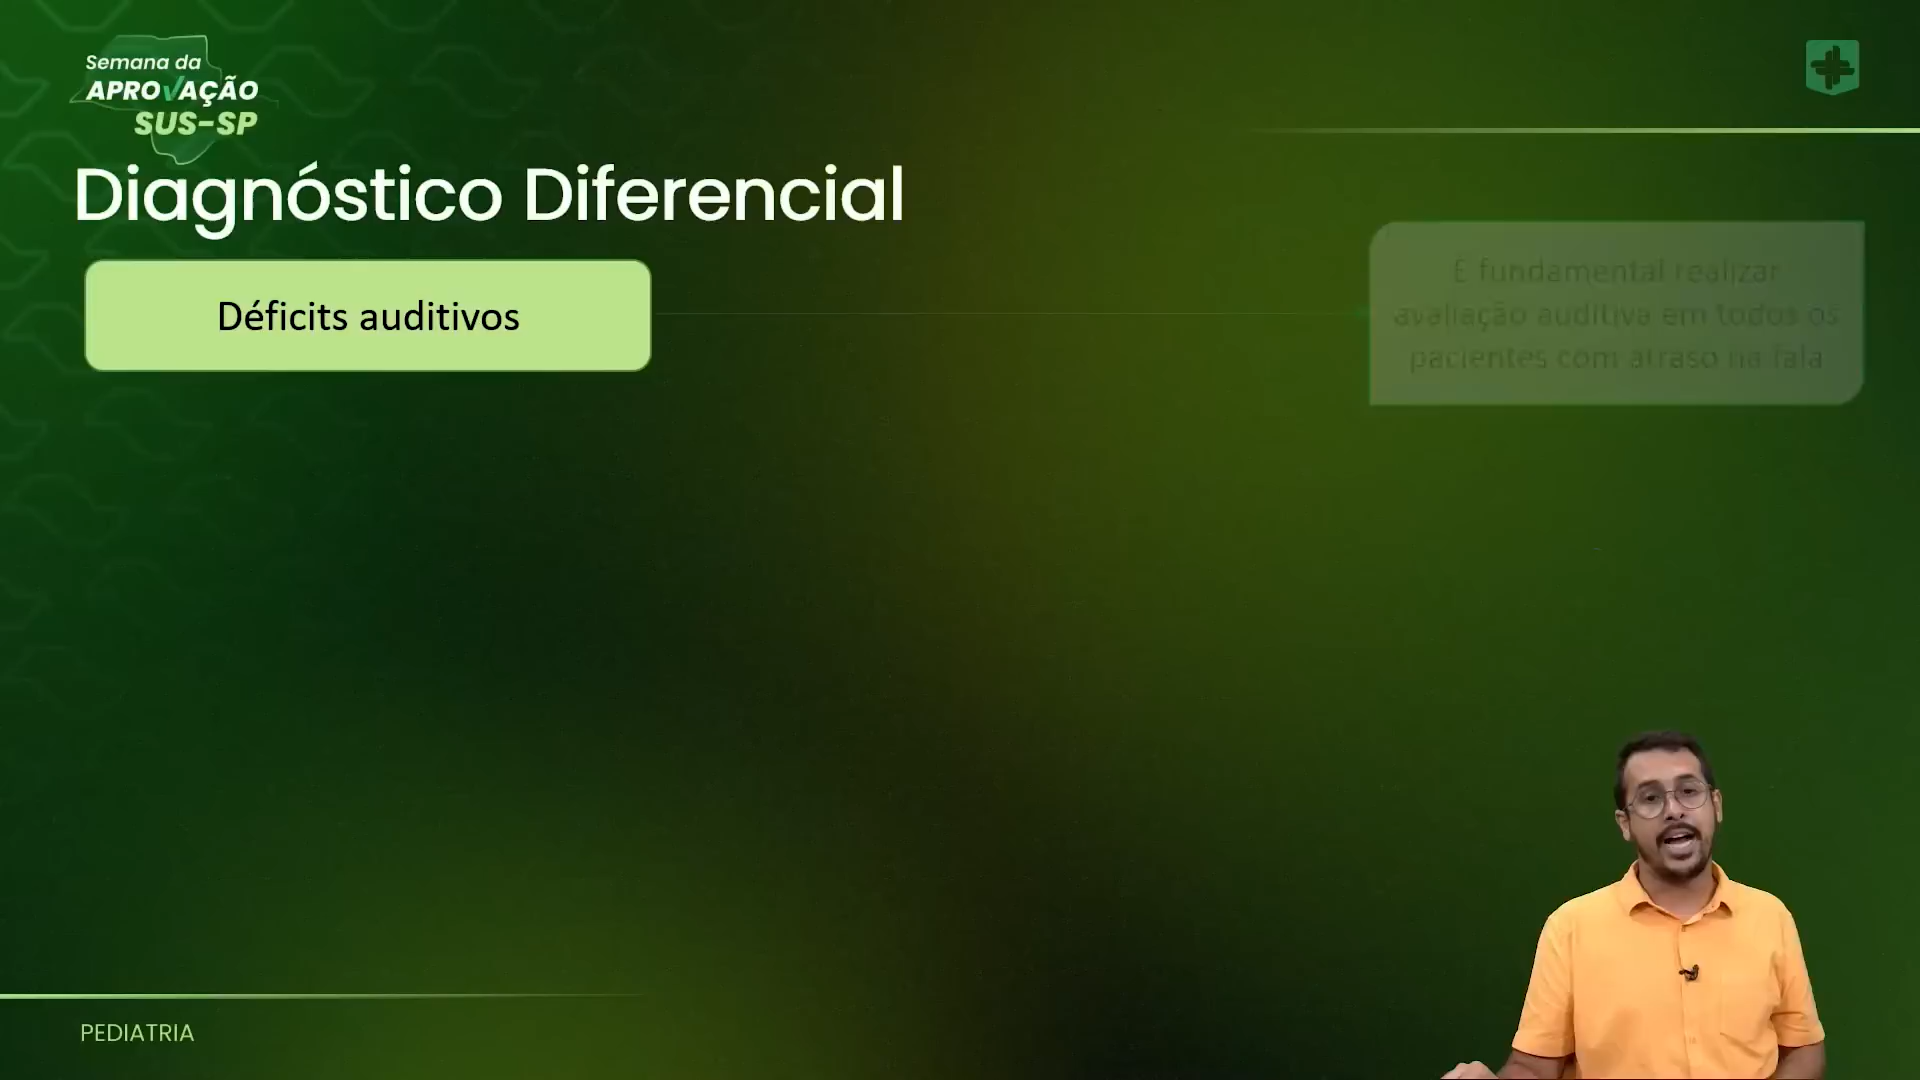 Semana da
APROVAÇÃO
SUS-SP
Diagnóstico Diferencial
Déficits auditivos
É fundamental realizar
avaliação auditiva em todos os
pacientes com atraso na fala
PEDIATRIA